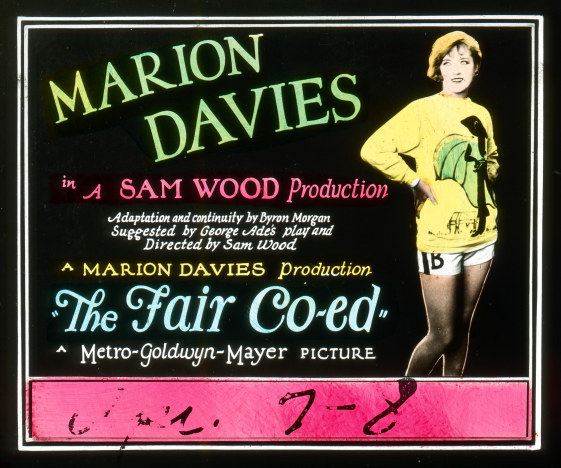 MARION
DAVIES
in A SAM WOOD Production
Adaptation and continuity by Byron Morgan
Suggested by George Ade's play and
Directed by Sam Wood
A MARION DAVIES Production
"The Fair Co-ed"
A Metro-Goldwyn-Mayer PICTURE
7-8
B